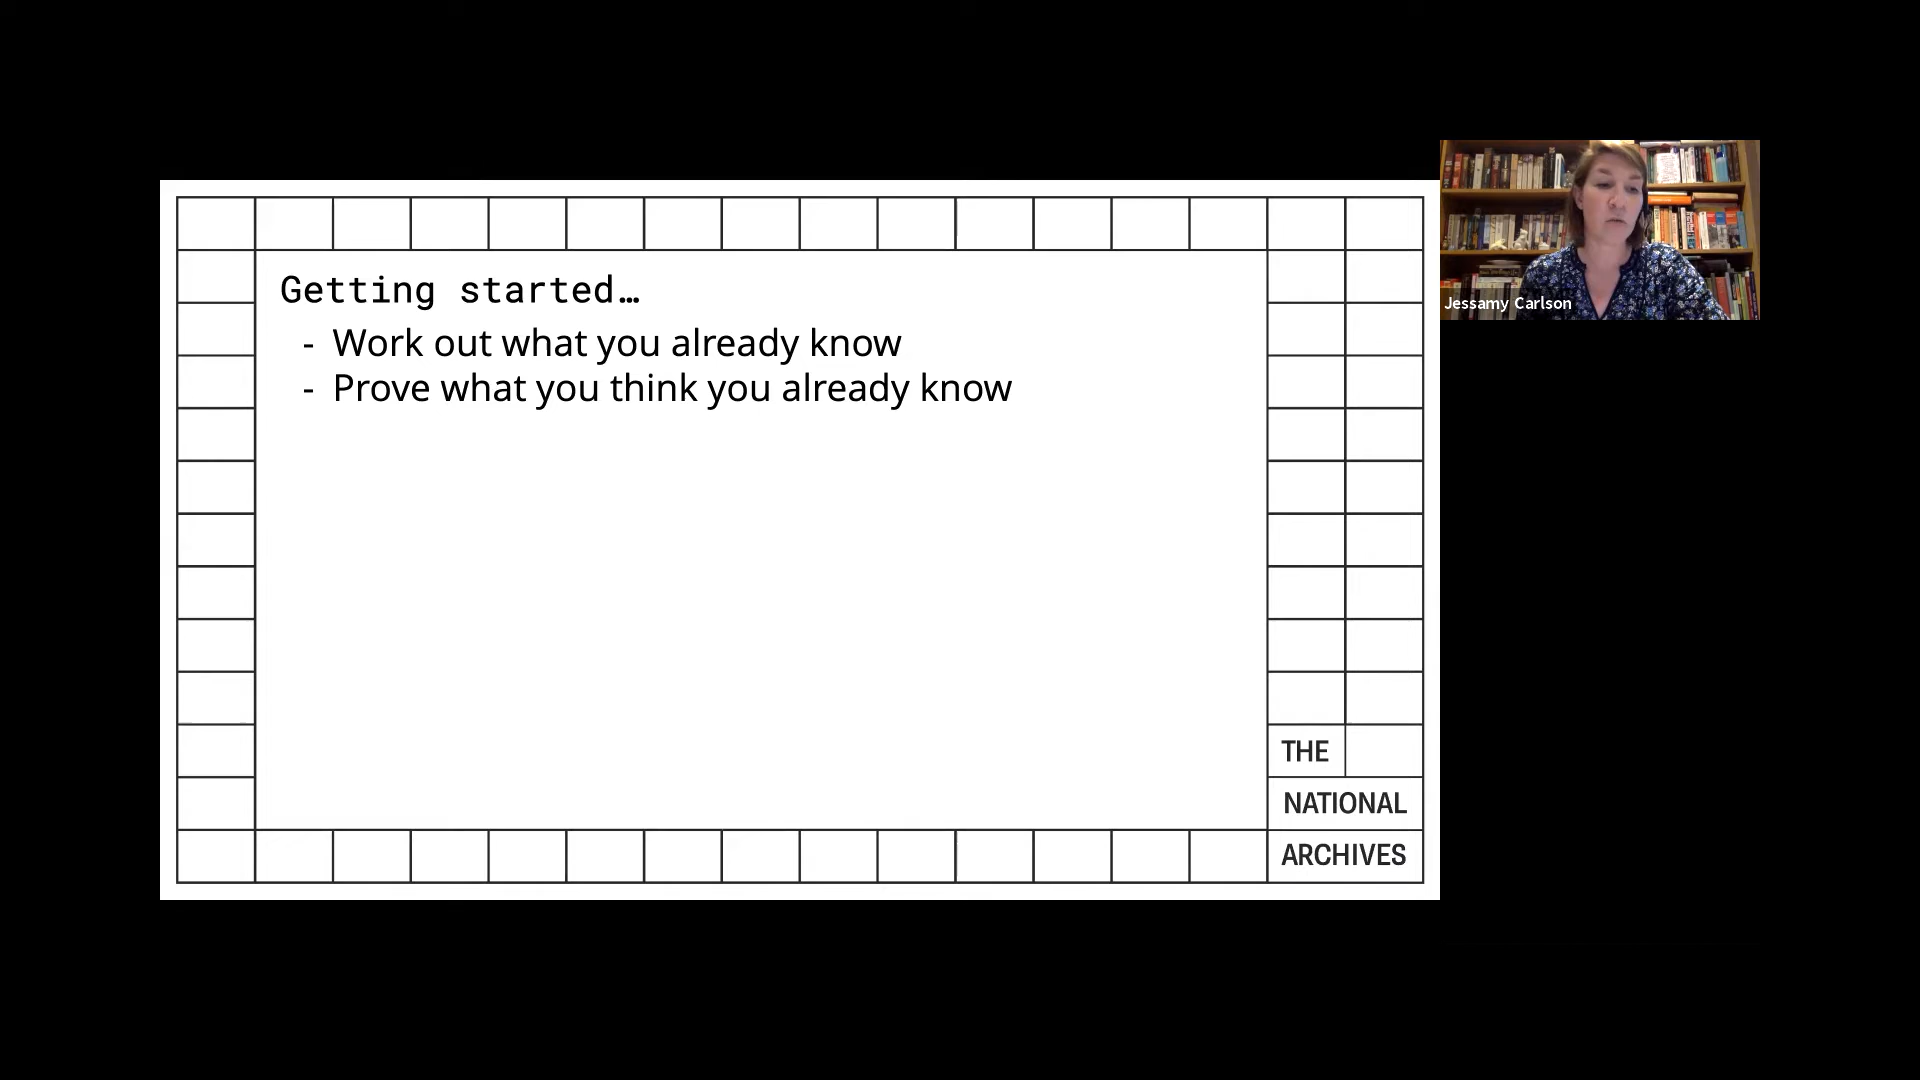 Getting started…
- Work out what you already know
- Prove what you think you already know
THE
NATIONAL
ARCHIVES
Jessamy Carlson